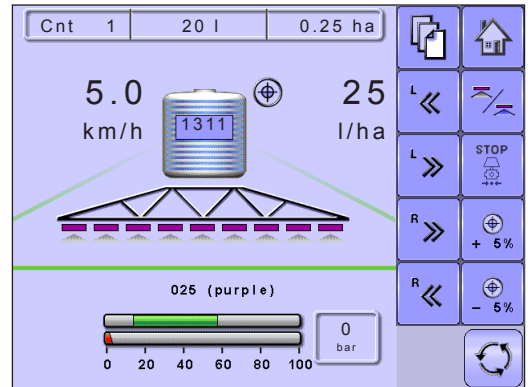 Cnt 1 20 l 0.25 ha
5.0 25
km/h 1311 l/ha
025 (purple)
0
bar
0 20 40 60 80 100
L
STOP
L
R
+ 5%
R
- 5%